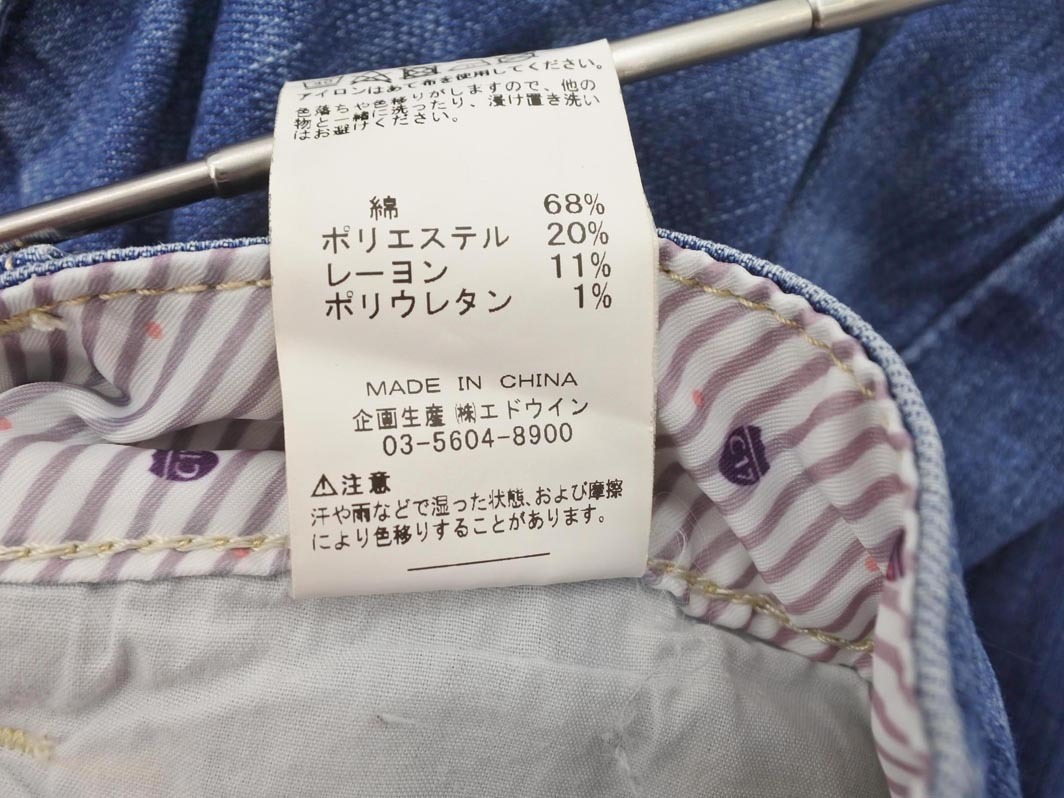 アイロンはあて布を使用してください。
色落ちや色移りがしますので、他の
物と一緒に洗ったり、浸け置き洗い
はお避けください。
綿 68%
ポリエステル 20%
レーヨン 11%
ポリウレタン 1%
MADE IN CHINA
企画生産 ㈱エドウイン
03-5604-8900
⚠注意
汗や雨などで湿った状態、および摩擦
により色移りすることがあります。